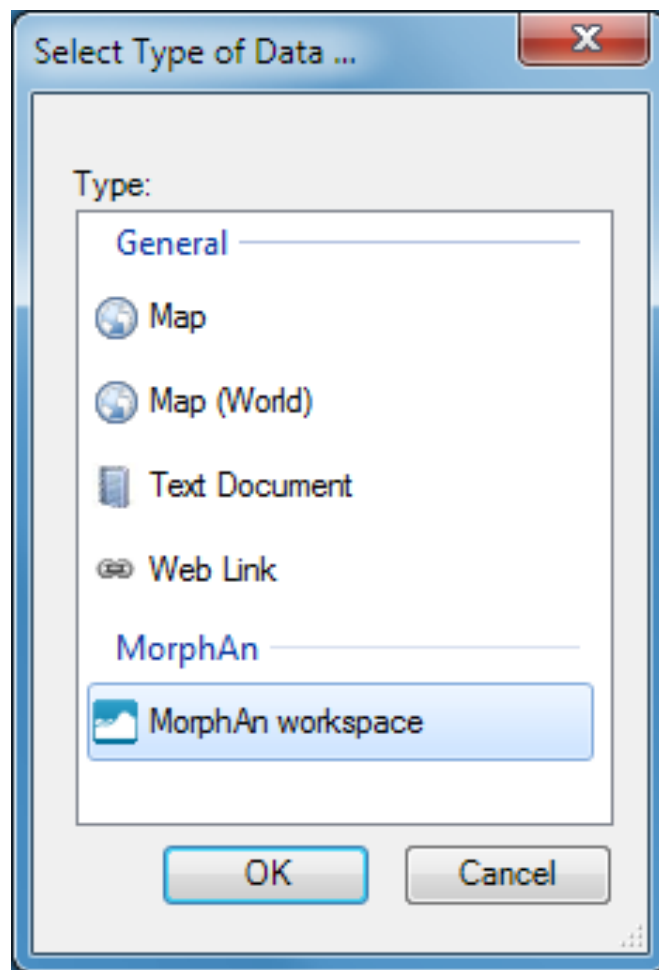 Select Type of Data ...
Type:
General
Map
Map (World)
Text Document
Web Link
MorphAn
MorphAn workspace
OK
Cancel